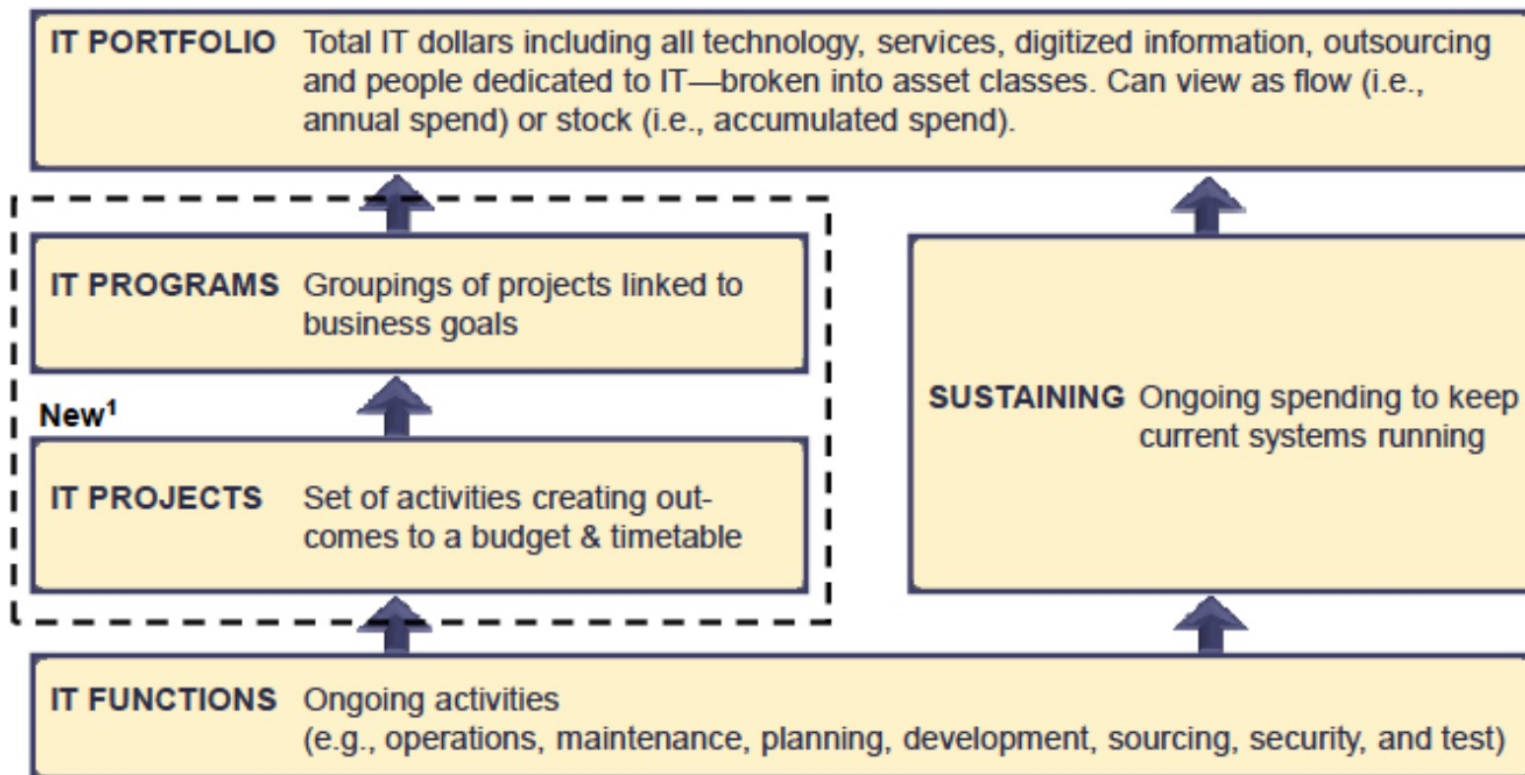 IT PORTFOLIO Total IT dollars including all technology, services, digitized information, outsourcing
and people dedicated to IT—broken into asset classes. Can view as flow (i.e.,
annual spend) or stock (i.e., accumulated spend).
IT PROGRAMS Groupings of projects linked to
business goals
New¹
IT PROJECTS Set of activities creating out-
comes to a budget & timetable
SUSTAINING Ongoing spending to keep
current systems running
IT FUNCTIONS Ongoing activities
(e.g., operations, maintenance, planning, development, sourcing, security, and test)